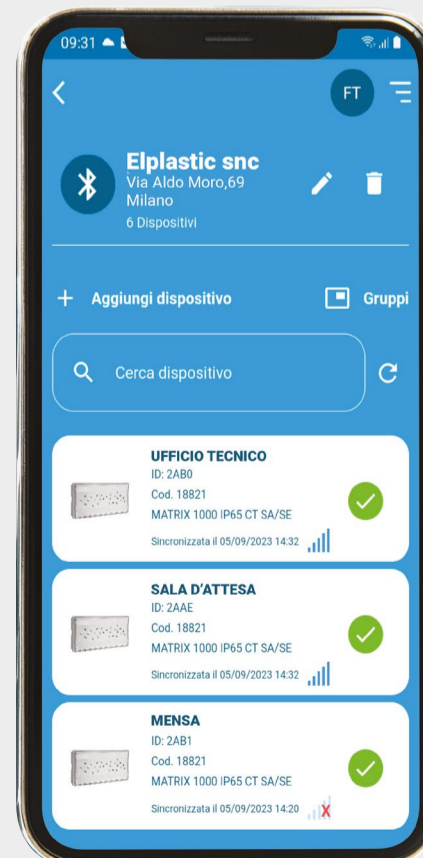 09:31
FT
Elplastic snc
Via Aldo Moro,69
Milano
6 Dispositivi
+ Aggiungi dispositivo
Gruppi
Cerca dispositivo
UFFICIO TECNICO
ID: 2AB0
Cod. 18821
MATRIX 1000 IP65 CT SA/SE
Sincronizzata il 05/09/2023 14:32
SALA D'ATTESA
ID: 2AAE
Cod. 18821
MATRIX 1000 IP65 CT SA/SE
Sincronizzata il 05/09/2023 14:32
MENSA
ID: 2AB1
Cod. 18821
MATRIX 1000 IP65 CT SA/SE
Sincronizzata il 05/09/2023 14:20